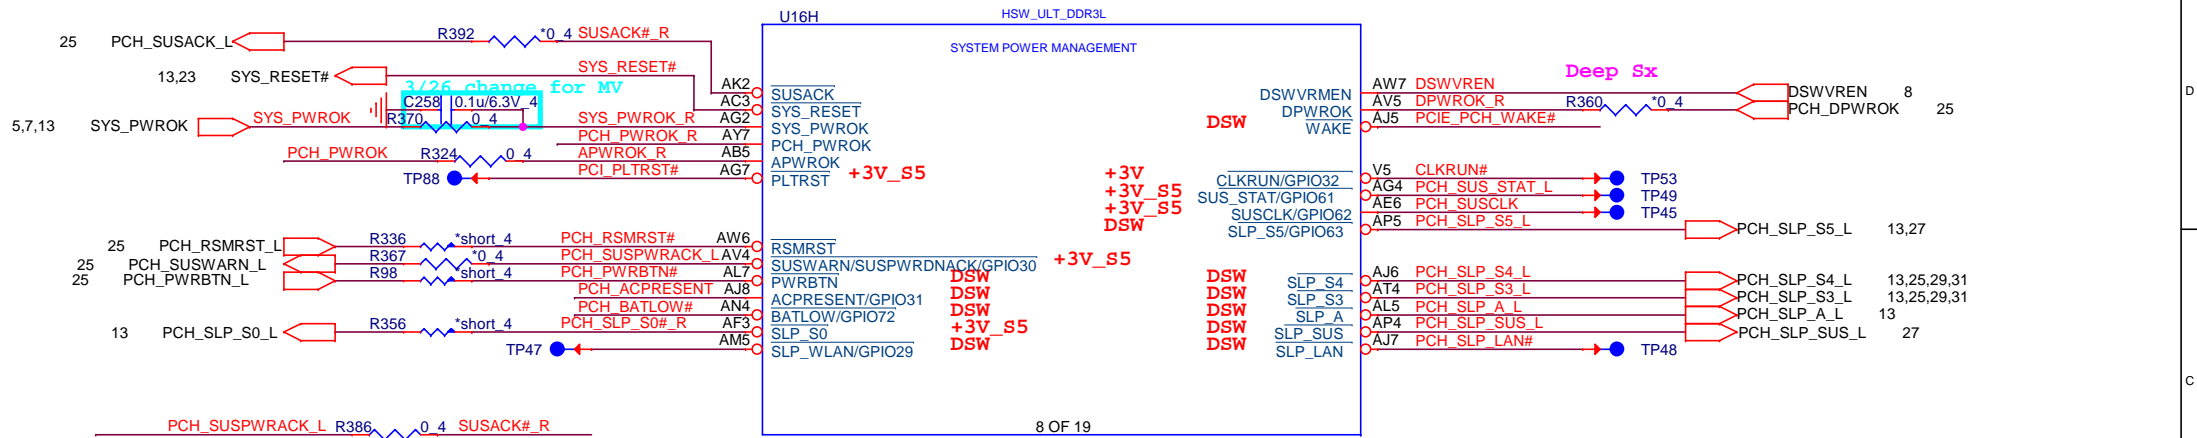 U16H
HSW_ULT_DDR3L
SYSTEM POWER MANAGEMENT
25 PCH_SUSACK_L R392 *0_4 SUSACK#_R
13,23 SYS_RESET# SYS_RESET#
3/26 change for MV
C258 0.1u/6.3V_4
5,7,13 SYS_PWROK SYS_PWROK R370 0_4 SYS_PWROK_R
PCH_PWROK_R
PCH_PWROK R324 0_4 APWROK_R
TP88 PCI_PLTRST#
AK2 SUSACK
AC3 SYS_RESET
AG2 SYS_PWROK
AY7 PCH_PWROK
AB5 APWROK
AG7 PLTRST +3V_S5
25 PCH_RSMRST_L R336 *short_4 PCH_RSMRST# AW6 RSMRST
25 PCH_SUSWARN_L R367 *0_4 PCH_SUSPWRACK_L AV4 SUSWARN/SUSPWRDNACK/GPIO30 +3V_S5
25 PCH_PWRBTN_L R98 *short_4 PCH_PWRBTN# AL7 PWRBTN DSW
PCH_ACPRESENT AJ8 ACPRESENT/GPIO31 DSW
PCH_BATLOW# AN4 BATLOW/GPIO72 DSW
13 PCH_SLP_S0_L R356 *short_4 PCH_SLP_S0#_R AF3 SLP_S0 +3V_S5
TP47 AM5 SLP_WLAN/GPIO29 DSW
Deep Sx
DSWVRMEN AW7 DSWVREN DSWVREN 8
DPWROK AV5 DPWROK_R R360 *0_4 PCH_DPWROK 25
DSW WAKE AJ5 PCIE_PCH_WAKE#
+3V CLKRUN/GPIO32 V5 CLKRUN# TP53
+3V_S5 SUS_STAT/GPIO61 AG4 PCH_SUS_STAT_L TP49
+3V_S5 SUSCLK/GPIO62 AE6 PCH_SUSCLK TP45
DSW SLP_S5/GPIO63 AP5 PCH_SLP_S5_L PCH_SLP_S5_L 13,27
DSW SLP_S4 AJ6 PCH_SLP_S4_L PCH_SLP_S4_L 13,25,29,31
DSW SLP_S3 AT4 PCH_SLP_S3_L PCH_SLP_S3_L 13,25,29,31
DSW SLP_A AL5 PCH_SLP_A_L PCH_SLP_A_L 13
DSW SLP_SUS AP4 PCH_SLP_SUS_L PCH_SLP_SUS_L 27
DSW SLP_LAN AJ7 PCH_SLP_LAN# TP48
PCH_SUSPWRACK_L R386 0_4 SUSACK#_R
8 OF 19
D
C